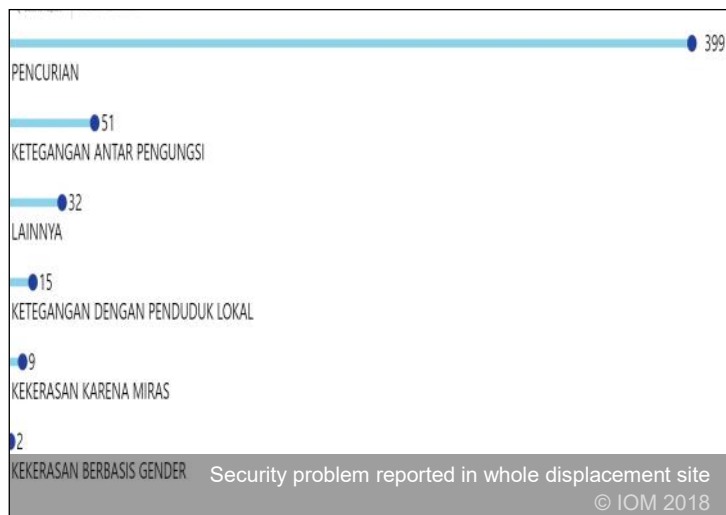 399
PENCURIAN
51
KETEGANGAN ANTAR PENGUNGSI
32
LAINNYA
15
KETEGANGAN DENGAN PENDUDUK LOKAL
9
KEKERASAN KARENA MIRAS
2
KEKERASAN BERBASIS GENDER
Security problem reported in whole displacement site
© IOM 2018